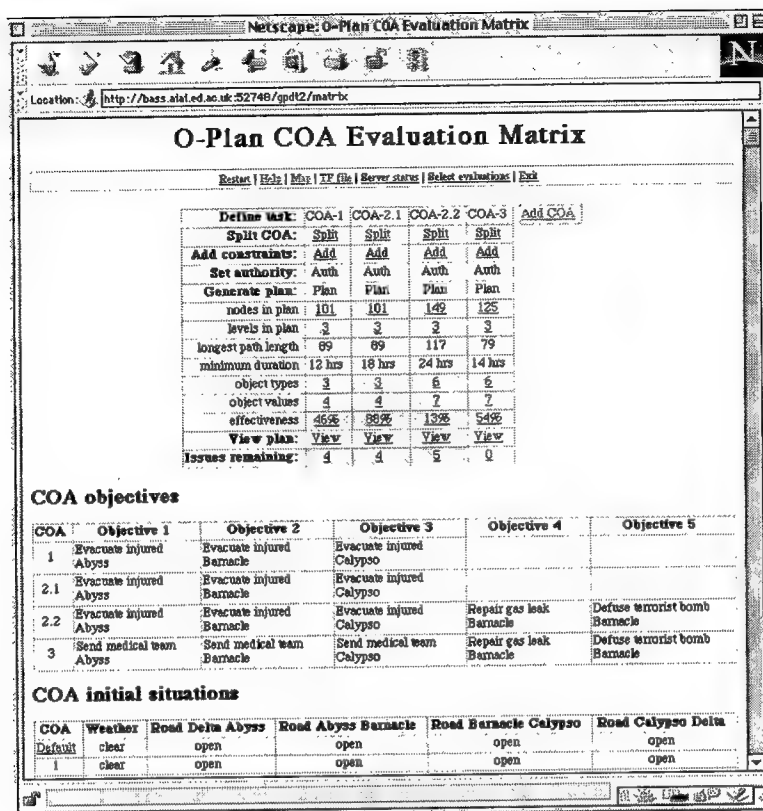 Netscape: O-Plan COA Evaluation Matrix
N
Location: http://bass.aiai.ed.ac.uk:52748/gpdt2/matrix
O-Plan COA Evaluation Matrix
Restart | Help | Map | TF file | Server status | Select evaluations | Exit
Define task: COA-1 COA-2.1 COA-2.2 COA-3 Add COA
Split COA: Split Split Split Split
Add constraints: Add Add Add Add
Set authority: Auth Auth Auth Auth
Generate plan: Plan Plan Plan Plan
nodes in plan 101 101 149 125
levels in plan 3 3 3 3
longest path length 89 89 117 79
minimum duration 12 hrs 18 hrs 24 hrs 14 hrs
object types 3 3 6 6
object values 4 4 7 7
effectiveness 46% 88% 13% 54%
View plan: View View View View
Issues remaining: 4 4 5 0
COA objectives
COA Objective 1 Objective 2 Objective 3 Objective 4 Objective 5
1 Evacuate injured Abyss Evacuate injured Barnacle Evacuate injured Calypso
2.1 Evacuate injured Abyss Evacuate injured Barnacle Evacuate injured Calypso
2.2 Evacuate injured Abyss Evacuate injured Barnacle Evacuate injured Calypso Repair gas leak Barnacle Defuse terrorist bomb Barnacle
3 Send medical team Abyss Send medical team Barnacle Send medical team Calypso Repair gas leak Barnacle Defuse terrorist bomb Barnacle
COA initial situations
COA Weather Road Delta Abyss Road Abyss Barnacle Road Barnacle Calypso Road Calypso Delta
Default clear open open open open
1 clear open open open open